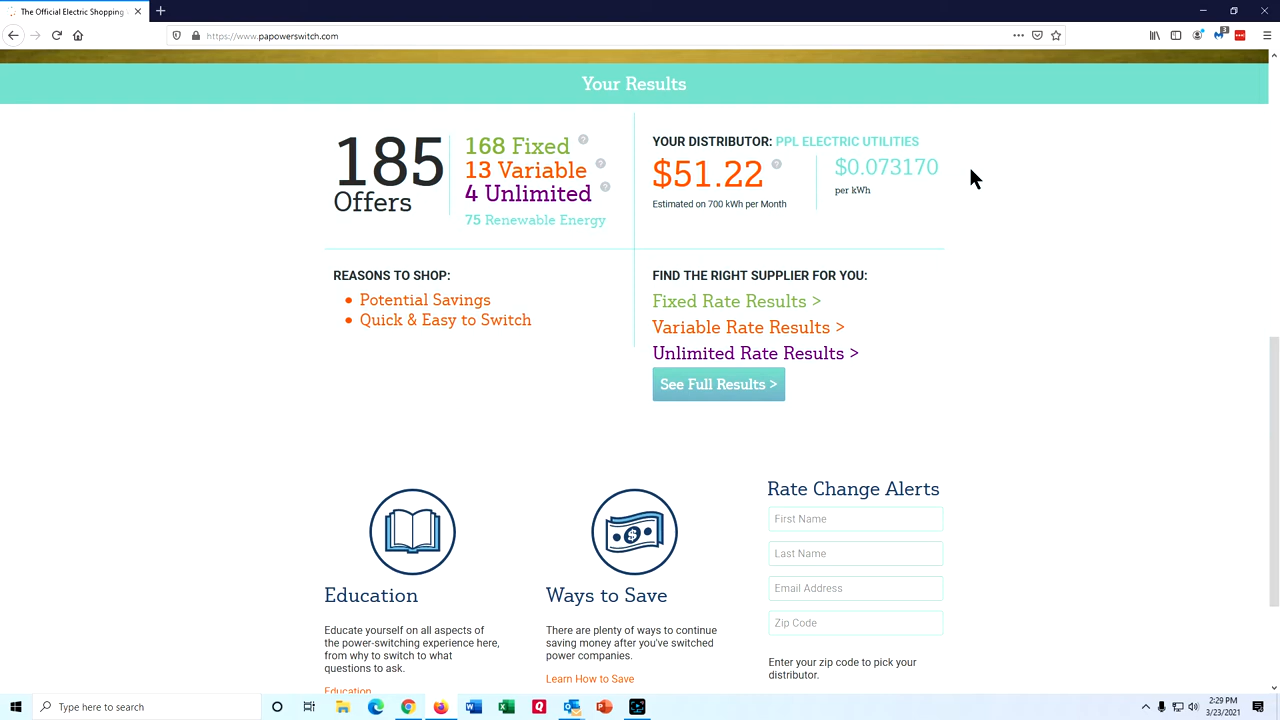 The Official Electric Shopping
https://www.papowerswitch.com
3
Your Results
185
Offers
168 Fixed ?
13 Variable ?
4 Unlimited ?
75 Renewable Energy
YOUR DISTRIBUTOR: PPL ELECTRIC UTILITIES
$51.22 ?
Estimated on 700 kWh per Month
$0.073170
per kWh
REASONS TO SHOP:
• Potential Savings
• Quick & Easy to Switch
FIND THE RIGHT SUPPLIER FOR YOU:
Fixed Rate Results >
Variable Rate Results >
Unlimited Rate Results >
See Full Results >
Education
Educate yourself on all aspects of
the power-switching experience here,
from why to switch to what
questions to ask.
Education
Ways to Save
There are plenty of ways to continue
saving money after you've switched
power companies.
Learn How to Save
Rate Change Alerts
First Name
Last Name
Email Address
Zip Code
Enter your zip code to pick your
distributor.
Type here to search
2:29 PM
3/23/2021